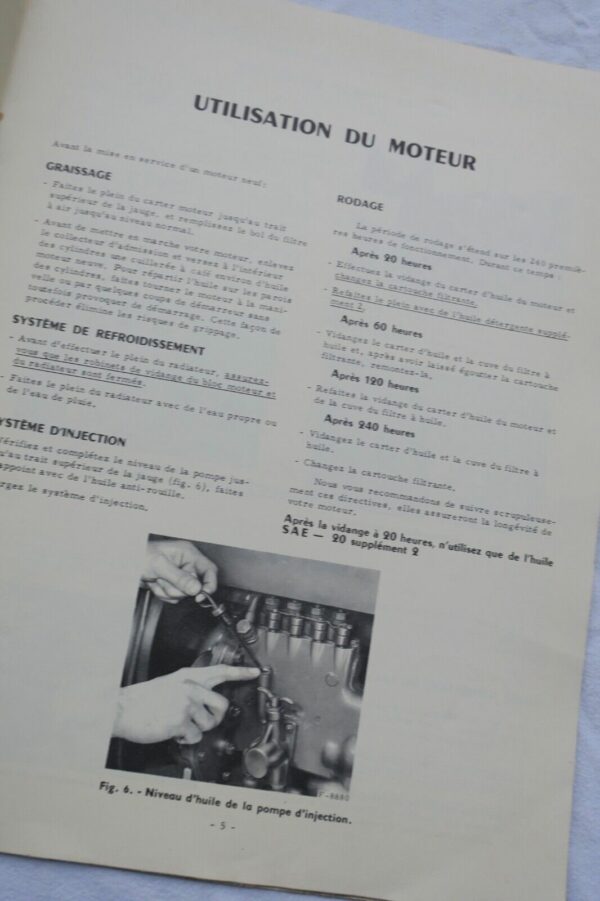 UTILISATION DU MOTEUR
Avant la mise en service d'un moteur neuf:
GRAISSAGE
- Faites le plein du carter moteur jusqu'au trait
supérieur de la jauge, et remplissez le bol du filtre
à air jusqu'au niveau normal.
- Avant de mettre en marche votre moteur, enlevez
le collecteur d'admission et versez à l'intérieur
des cylindres une cuillerée à café environ d'huile
moteur neuve. Pour répartir l'huile sur les parois
des cylindres, faites tourner le moteur à la mani-
velle ou par quelques coups de démarreur sans
toutefois provoquer de démarrage. Cette façon de
procéder élimine les risques de grippage.
SYSTÈME DE REFROIDISSEMENT
- Avant d'effectuer le plein du radiateur, assurez-
vous que les robinets de vidange du bloc moteur et
du radiateur sont fermés.
- Faites le plein du radiateur avec de l'eau propre ou
de l'eau de pluie.
YSTÈME D'INJECTION
érifiez et complétez le niveau de la pompe jus-
u'au trait supérieur de la jauge (fig. 6), faites
appoint avec de l'huile anti-rouille.
rgez le système d'injection.
RODAGE
La période de rodage s'étend sur les 240 premiè-
res heures de fonctionnement. Durant ce temps :
Après 20 heures
- Effectuez la vidange du carter d'huile du moteur et
changez la cartouche filtrante.
- Refaites le plein avec de l'huile détergente supplé-
ment 2.
Après 60 heures
- Vidangez le carter d'huile et la cuve du filtre à
huile et, après avoir laissé égoutter la cartouche
filtrante, remontez-la.
Après 120 heures
- Refaites la vidange du carter d'huile du moteur et
de la cuve du filtre à huile.
Après 240 heures
- Vidangez le carter d'huile et la cuve du filtre à
huile.
- Changez la cartouche filtrante.
Nous vous recommandons de suivre scrupuleuse-
ment ces directives, elles assureront la longévité de
votre moteur.
Après la vidange à 20 heures, n'utilisez que de l'huile
SAE — 20 supplément 2
F-8680
Fig. 6. - Niveau d'huile de la pompe d'injection.
- 5 -